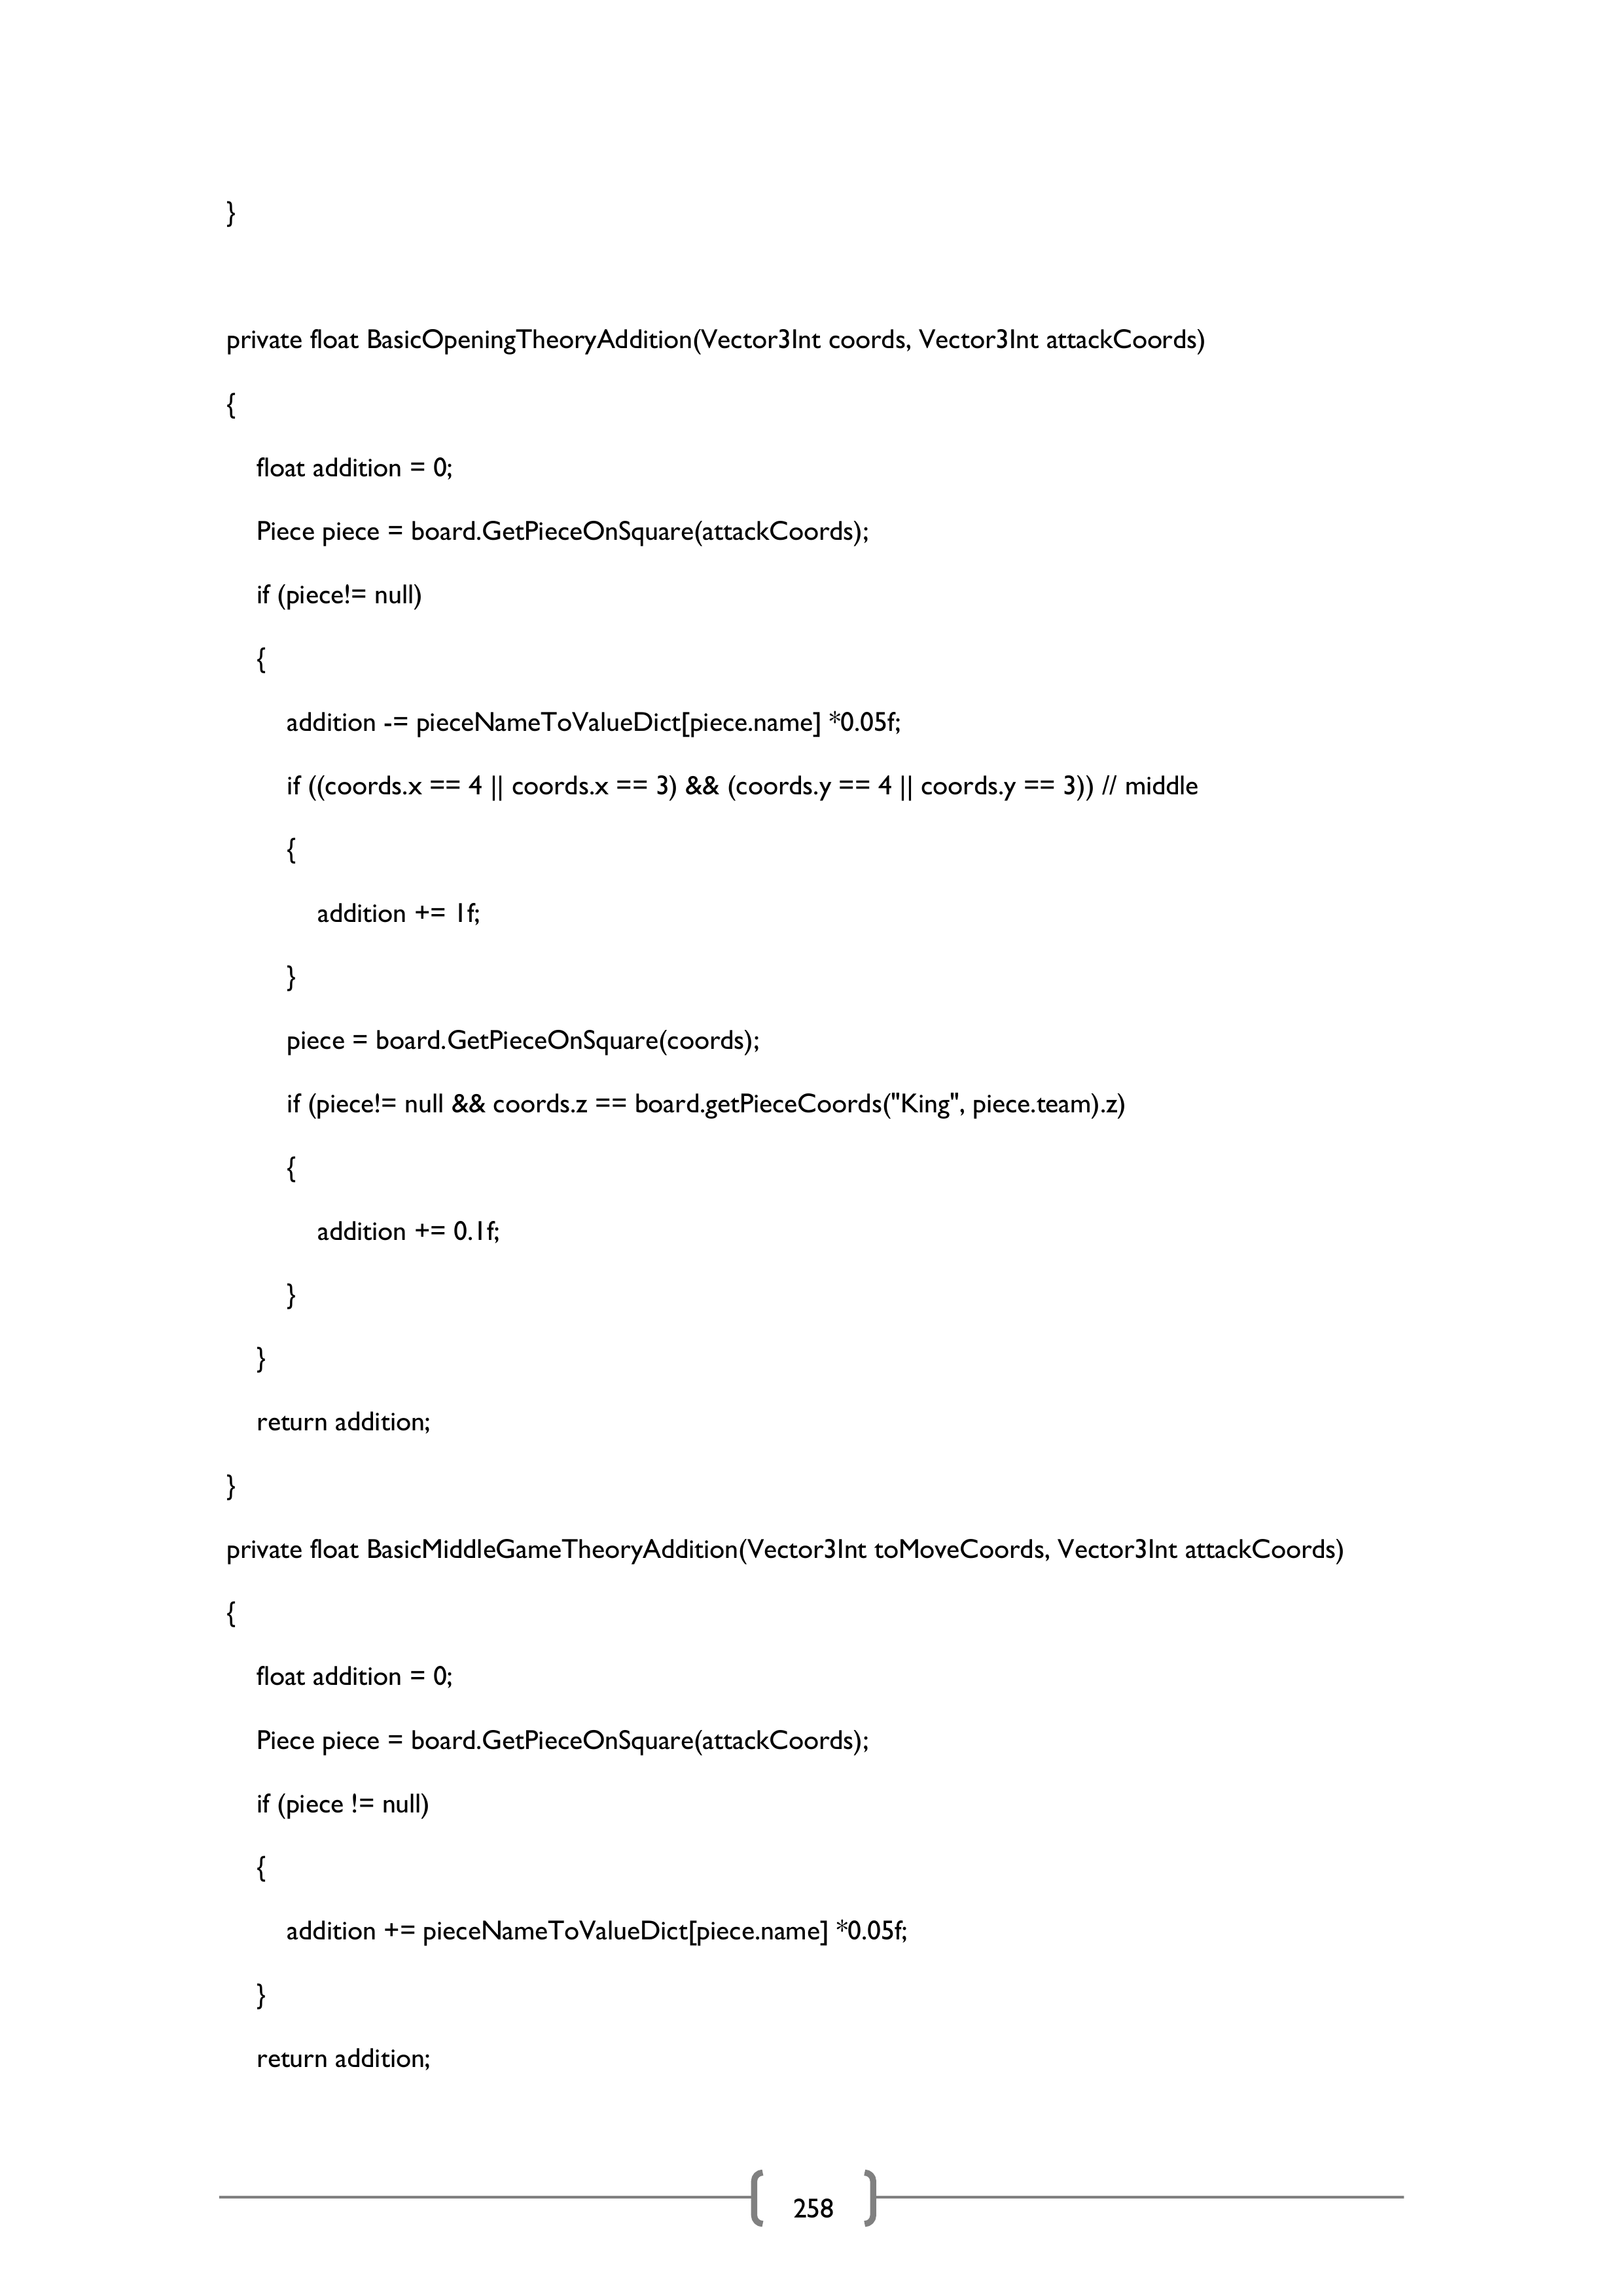 }
private float BasicOpeningTheoryAddition(Vector3Int coords, Vector3Int attackCoords)
{
float addition = 0;
Piece piece = board.GetPieceOnSquare(attackCoords);
if (piece!= null)
{
addition -= pieceNameToValueDict[piece.name] *0.05f;
if ((coords.x == 4 || coords.x == 3) && (coords.y == 4 || coords.y == 3)) // middle
{
addition += 1f;
}
piece = board.GetPieceOnSquare(coords);
if (piece!= null && coords.z == board.getPieceCoords("King", piece.team).z)
{
addition += 0.1f;
}
}
return addition;
}
private float BasicMiddleGameTheoryAddition(Vector3Int toMoveCoords, Vector3Int attackCoords)
{
float addition = 0;
Piece piece = board.GetPieceOnSquare(attackCoords);
if (piece != null)
{
addition += pieceNameToValueDict[piece.name] *0.05f;
}
return addition;
258